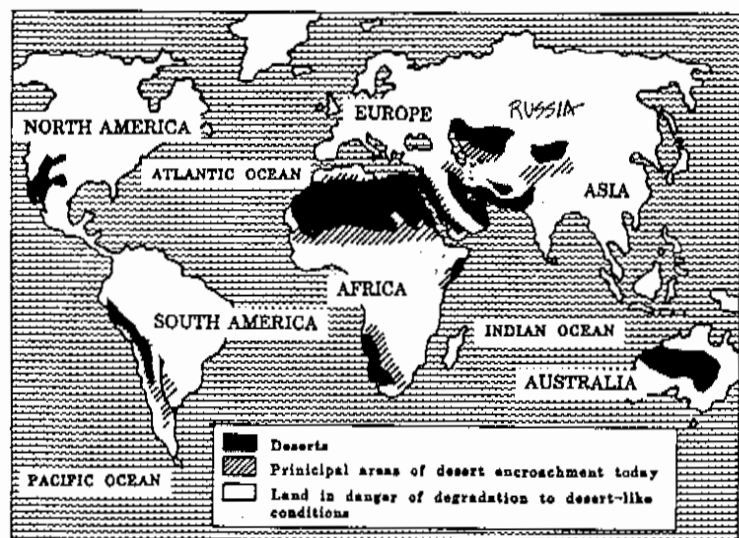 RUSSIA
EUROPE
NORTH AMERICA
ATLANTIC OCEAN
ASIA
AFRICA
SOUTH AMERICA
INDIAN OCEAN
AUSTRALIA
PACIFIC OCEAN
Deserts
Prinicipal areas of desert encroachment today
Land in danger of degradation to desert-like
conditions